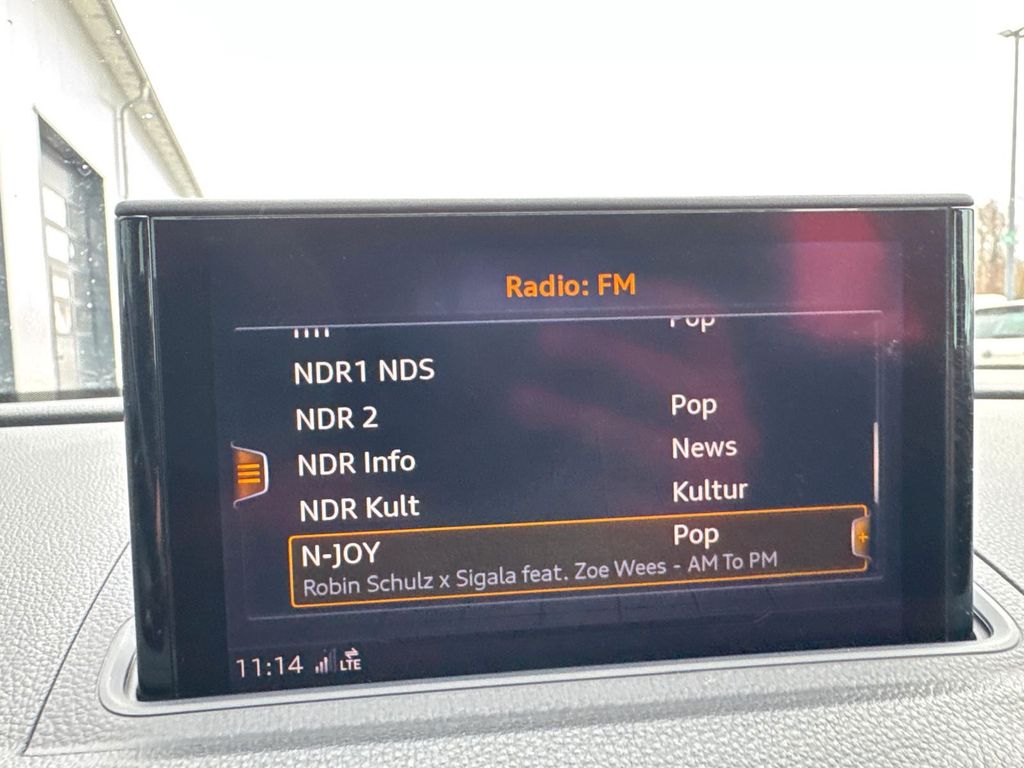 Radio: FM
Pop
NDR1 NDS
NDR 2 Pop
NDR Info News
NDR Kult Kultur
N-JOY Pop
Robin Schulz x Sigala feat. Zoe Wees - AM To PM
11:14 LTE